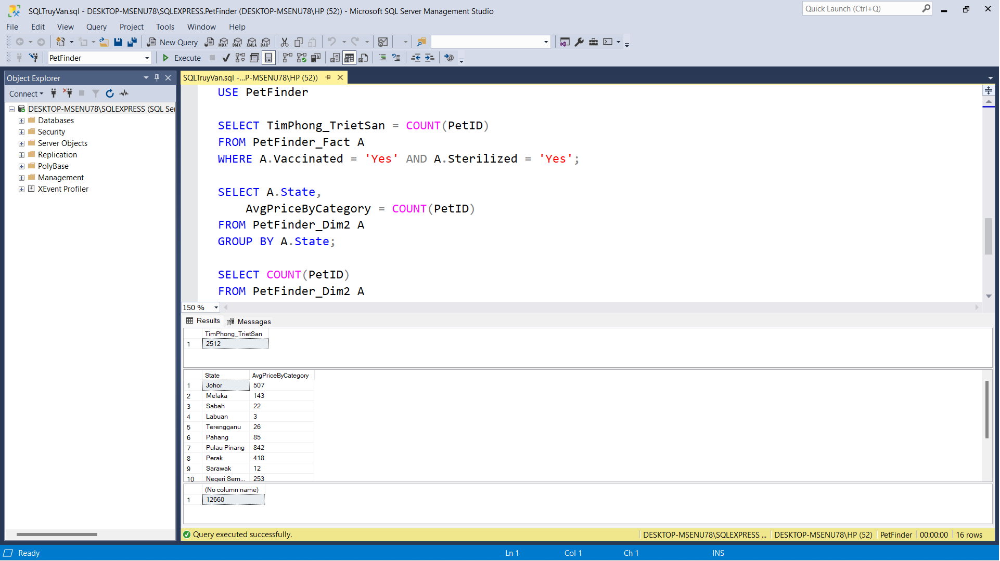 SQLTruyVan.sql - DESKTOP-MSENU78\SQLEXPRESS.PetFinder (DESKTOP-MSENU78\HP (52)) - Microsoft SQL Server Management Studio
Quick Launch (Ctrl+Q)
File Edit View Query Project Tools Window Help
New Query MDX DMX XMLA DAX
PetFinder Execute
Object Explorer
Connect
DESKTOP-MSENU78\SQLEXPRESS (SQL Se
Databases
Security
Server Objects
Replication
PolyBase
Management
XEvent Profiler
SQLTruyVan.sql -...P-MSENU78\HP (52))
USE PetFinder
SELECT TimPhong_TrietSan = COUNT(PetID)
FROM PetFinder_Fact A
WHERE A.Vaccinated = 'Yes' AND A.Sterilized = 'Yes';
SELECT A.State,
AvgPriceByCategory = COUNT(PetID)
FROM PetFinder_Dim2 A
GROUP BY A.State;
SELECT COUNT(PetID)
FROM PetFinder_Dim2 A
150 %
Results Messages
TimPhong_TrietSan
1 2512
State AvgPriceByCategory
1 Johor 507
2 Melaka 143
3 Sabah 22
4 Labuan 3
5 Terengganu 26
6 Pahang 85
7 Pulau Pinang 842
8 Perak 418
9 Sarawak 12
10 Negeri Sem... 253
(No column name)
1 12660
Query executed successfully. DESKTOP-MSENU78\SQLEXPRESS ... DESKTOP-MSENU78\HP (52) PetFinder 00:00:00 16 rows
Ready Ln 1 Col 1 Ch 1 INS